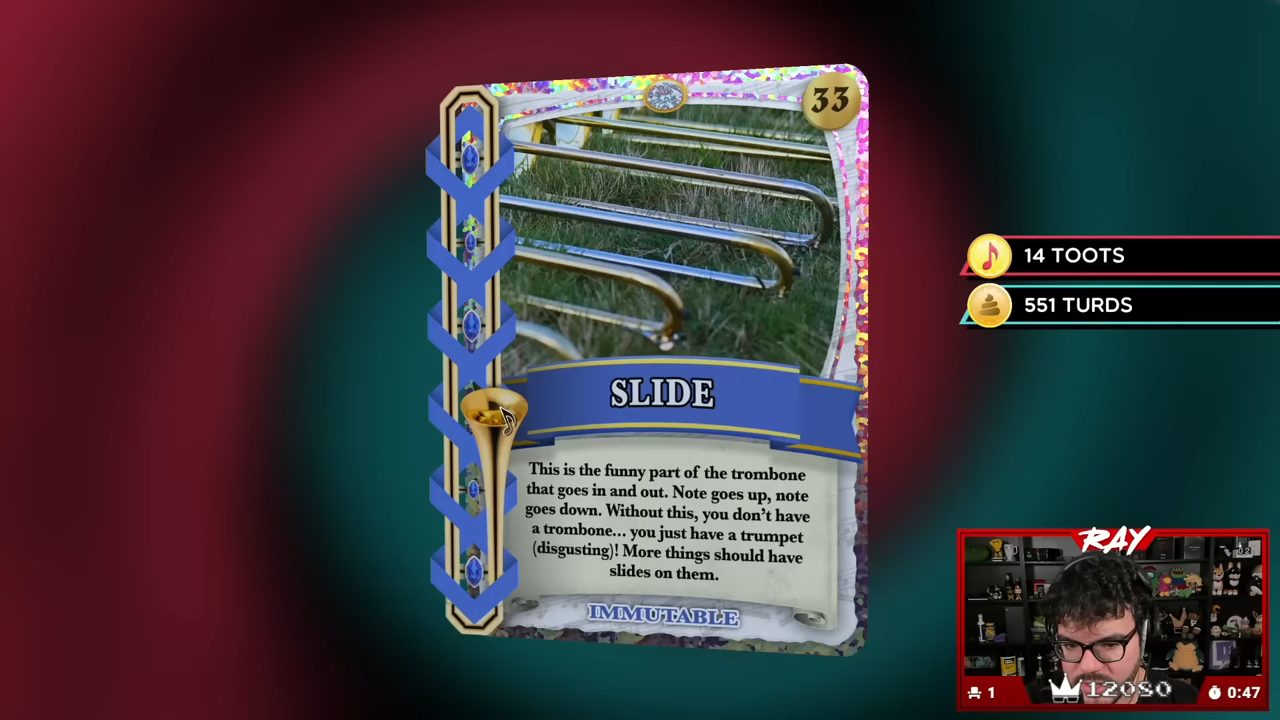 33
14 TOOTS
551 TURDS
SLIDE
This is the funny part of the trombone
that goes in and out. Note goes up, note
goes down. Without this, you don't have
a trombone... you just have a trumpet
(disgusting)! More things should have
slides on them.
IMMUTABLE
RAY
1
12080
0:47